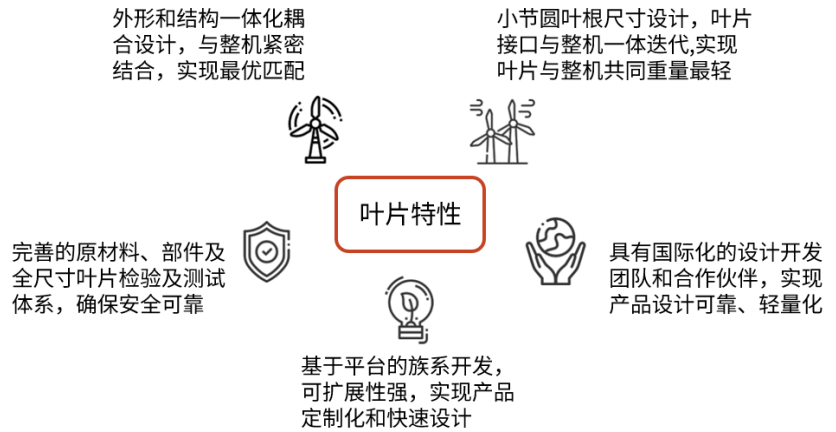 外形和结构一体化耦
合设计，与整机紧密
结合，实现最优匹配
小节圆叶根尺寸设计，叶片
接口与整机一体迭代,实现
叶片与整机共同重量最轻
叶片特性
完善的原材料、部件及
全尺寸叶片检验及测试
体系，确保安全可靠
具有国际化的设计开发
团队和合作伙伴，实现
产品设计可靠、轻量化
基于平台的族系开发，
可扩展性强，实现产品
定制化和快速设计